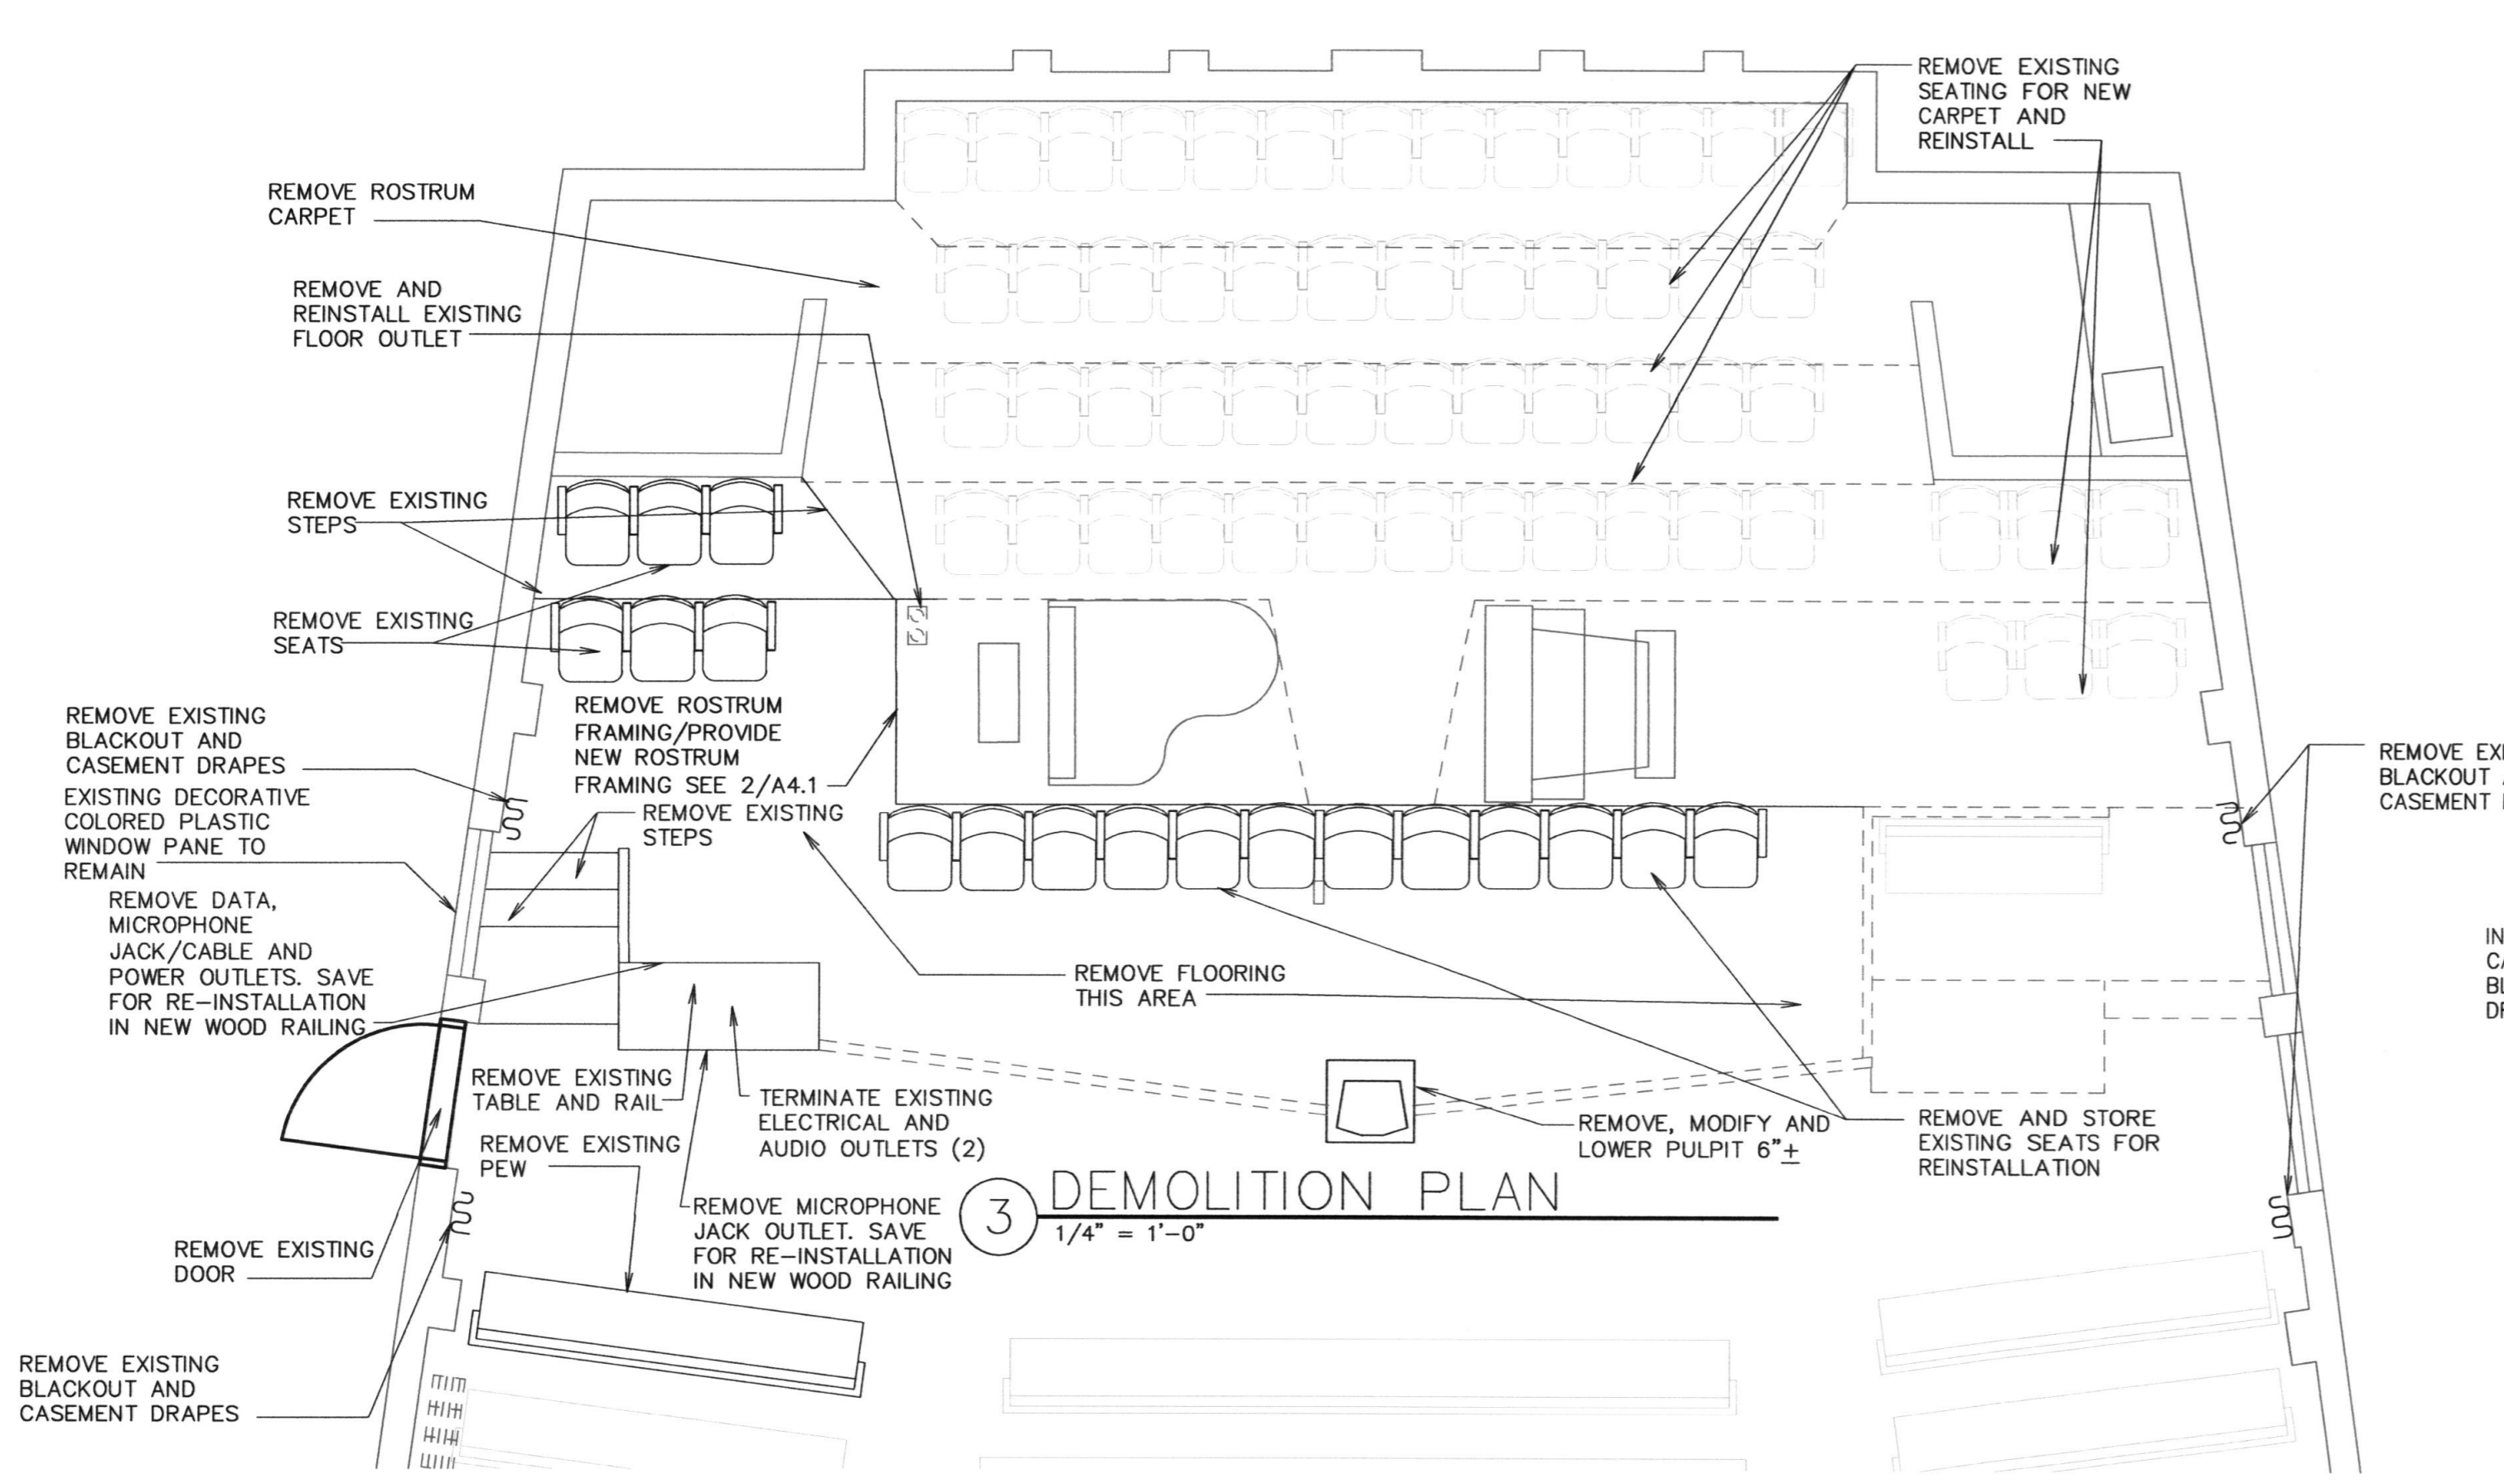 REMOVE EXISTING
SEATING FOR NEW
CARPET AND
REINSTALL
REMOVE ROSTRUM
CARPET
REMOVE AND
REINSTALL EXISTING
FLOOR OUTLET
REMOVE EXISTING
STEPS
REMOVE EXISTING
SEATS
REMOVE ROSTRUM
FRAMING/PROVIDE
NEW ROSTRUM
FRAMING SEE 2/A4.1
REMOVE EXISTING
BLACKOUT AND
CASEMENT DRAPES
EXISTING DECORATIVE
COLORED PLASTIC
WINDOW PANE TO
REMAIN
REMOVE EXISTING
STEPS
REMOVE DATA,
MICROPHONE
JACK/CABLE AND
POWER OUTLETS. SAVE
FOR RE-INSTALLATION
IN NEW WOOD RAILING
REMOVE FLOORING
THIS AREA
REMOVE EXISTING
TABLE AND RAIL
TERMINATE EXISTING
ELECTRICAL AND
AUDIO OUTLETS (2)
REMOVE EXISTING
PEW
REMOVE, MODIFY AND
LOWER PULPIT 6"±
REMOVE AND STORE
EXISTING SEATS FOR
REINSTALLATION
REMOVE MICROPHONE
JACK OUTLET. SAVE
FOR RE-INSTALLATION
IN NEW WOOD RAILING
3 DEMOLITION PLAN
1/4" = 1'-0"
REMOVE EXISTING
DOOR
REMOVE EXISTING
BLACKOUT AND
CASEMENT DRAPES
REMOVE
BLACKOUT
CASEMENT